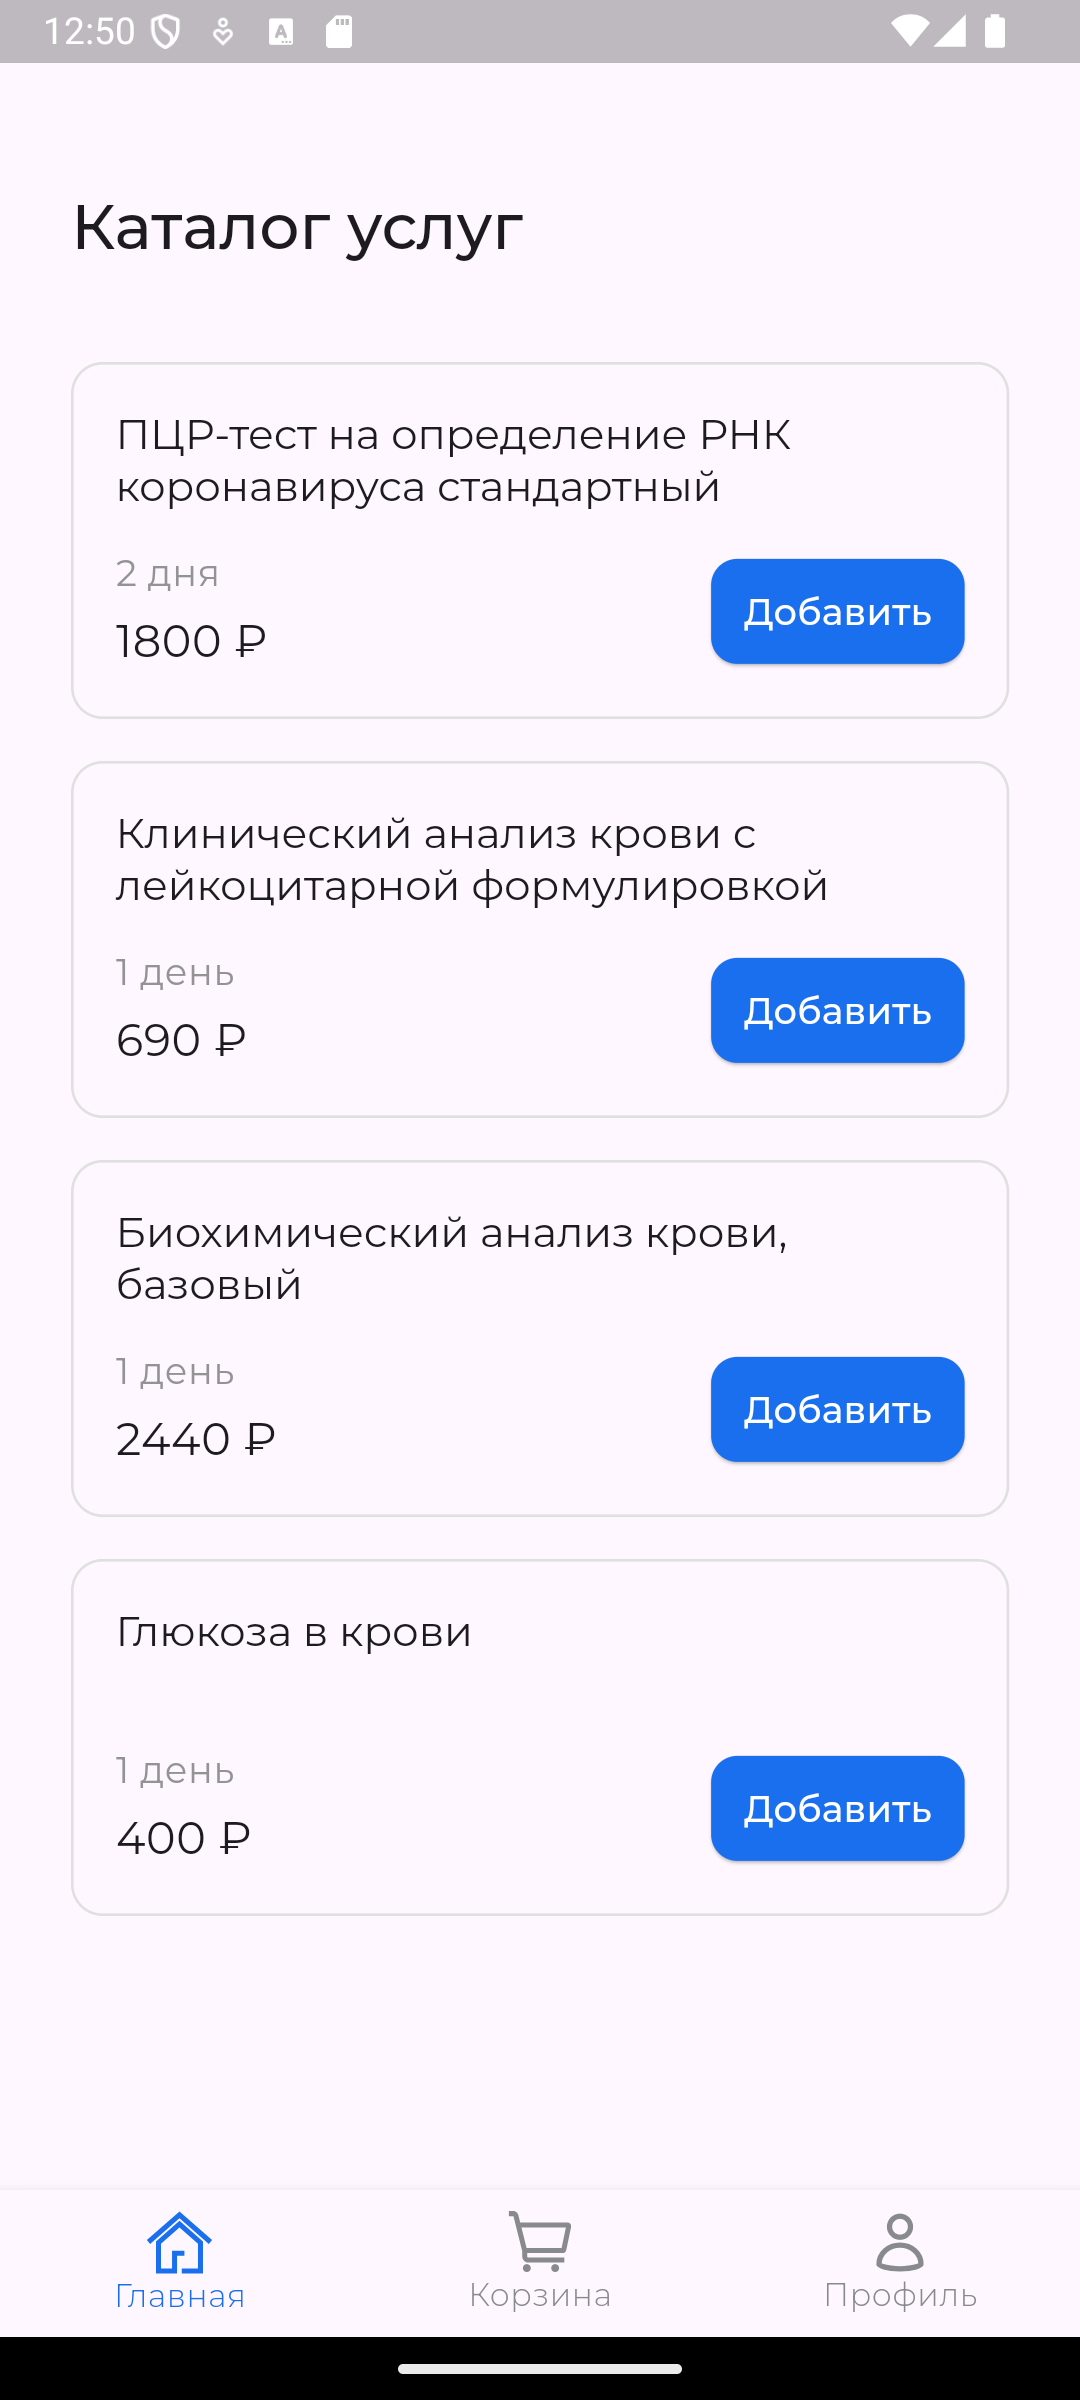 12:50
Каталог услуг
ПЦР-тест на определение РНК
коронавируса стандартный
2 дня
1800 ₽
Добавить
Клинический анализ крови с
лейкоцитарной формулировкой
1 день
690 ₽
Добавить
Биохимический анализ крови,
базовый
1 день
2440 ₽
Добавить
Глюкоза в крови
1 день
400 ₽
Добавить
Главная
Корзина
Профиль